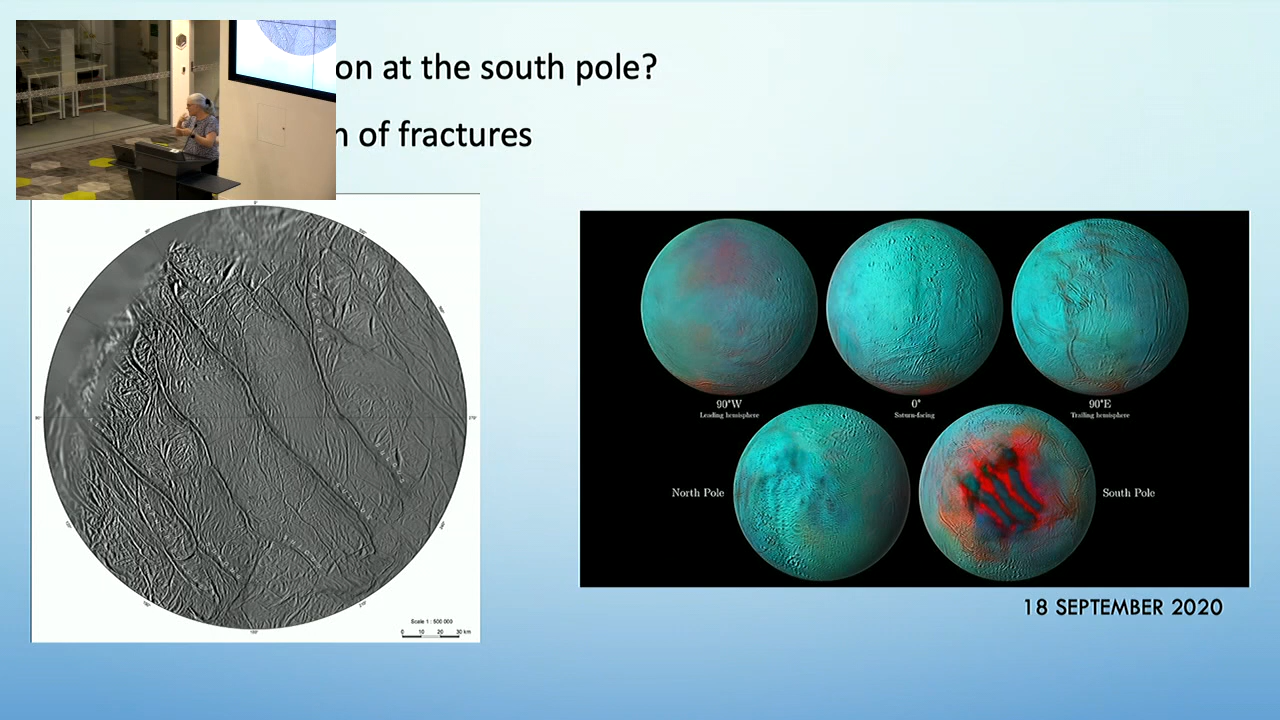 on at the south pole?
of fractures
90°W
Leading hemisphere
0°
Saturn-facing
90°E
Trailing hemisphere
North Pole
South Pole
18 SEPTEMBER 2020
Scale 1 : 500 000
0 10 20 30 km